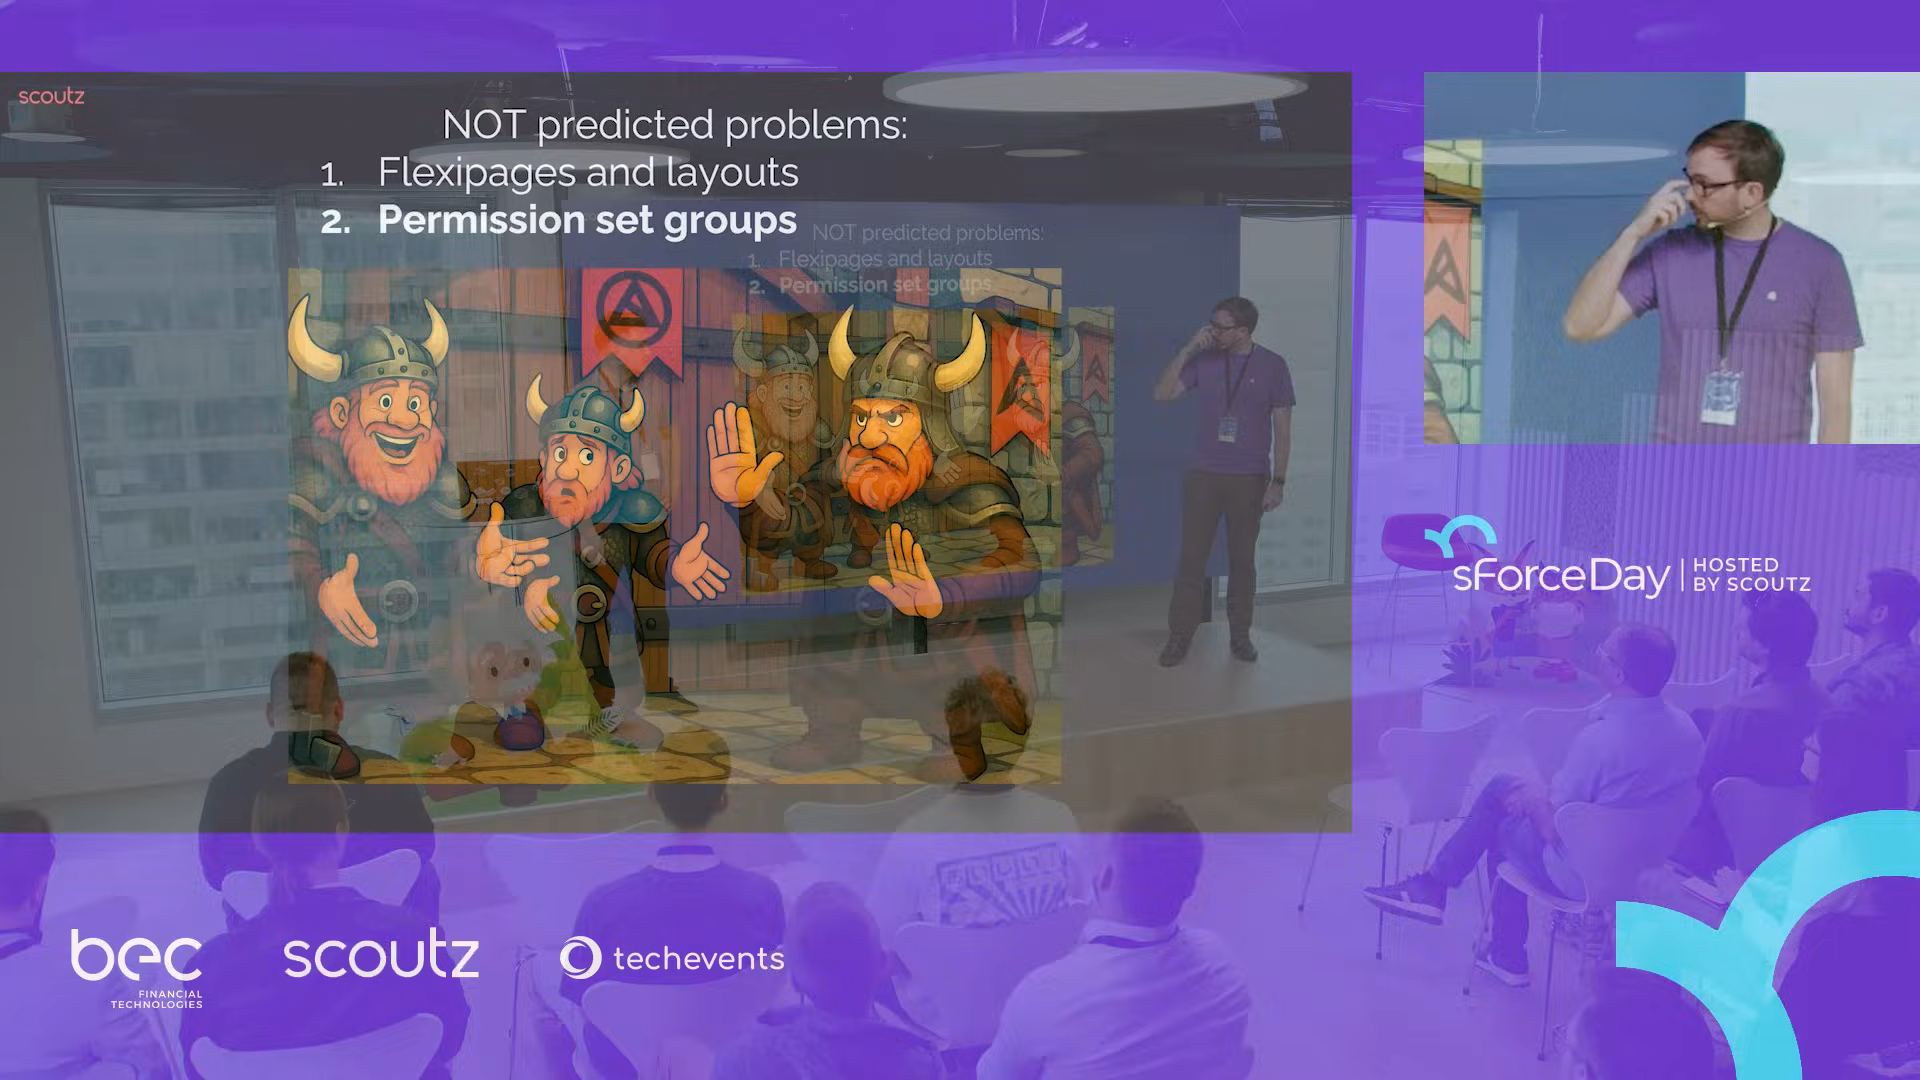 scoutz
NOT predicted problems:
1. Flexipages and layouts
2. Permission set groups
NOT predicted problems:
1. Flexipages and layouts
2. Permission set groups
sForceDay | HOSTED
BY SCOUTZ
bec
FINANCIAL
TECHNOLOGIES
scoutz
techevents